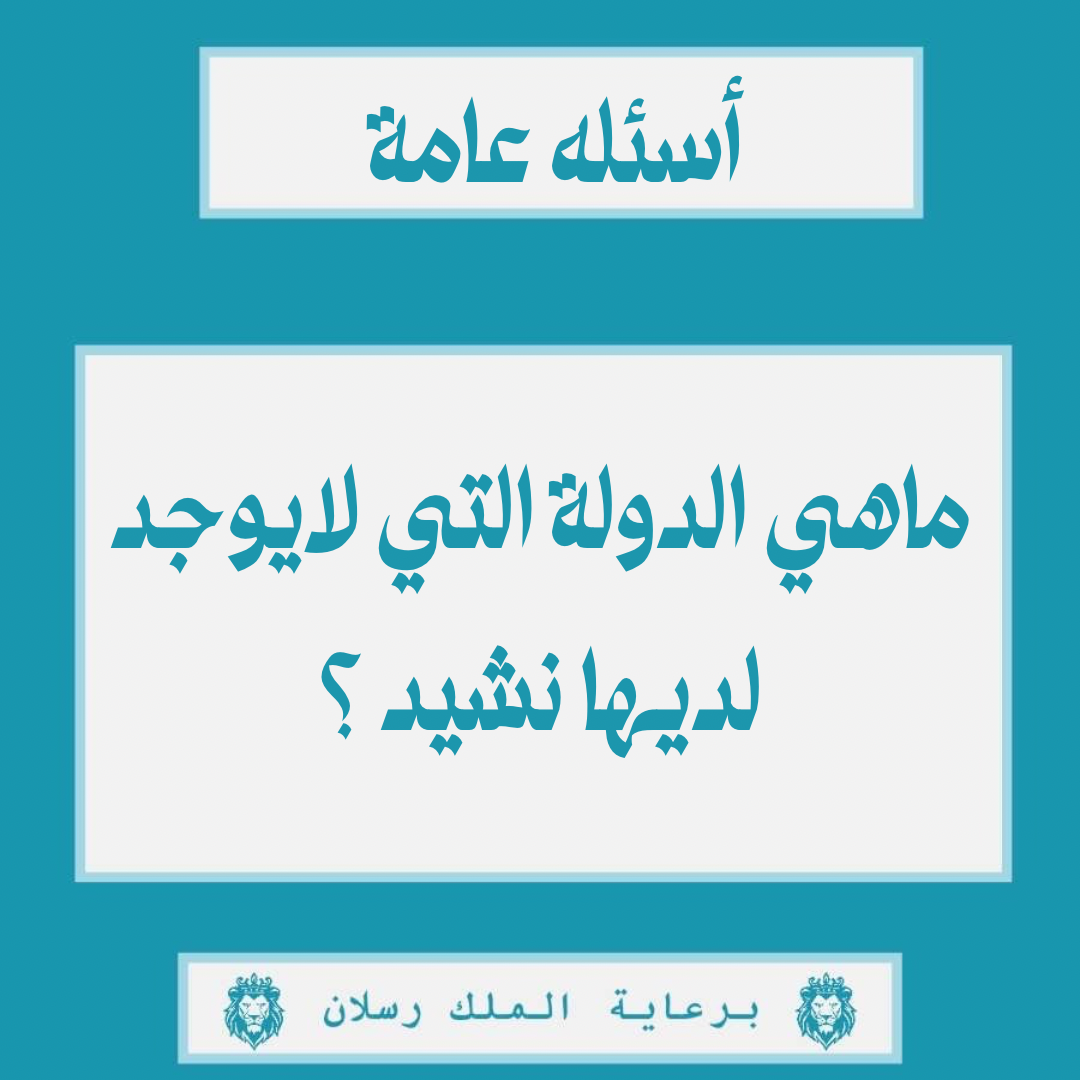 أسئله عامة
ماهي الدولة التي لايوجد
لديها نشيد ؟
برعاية الملك رسلان